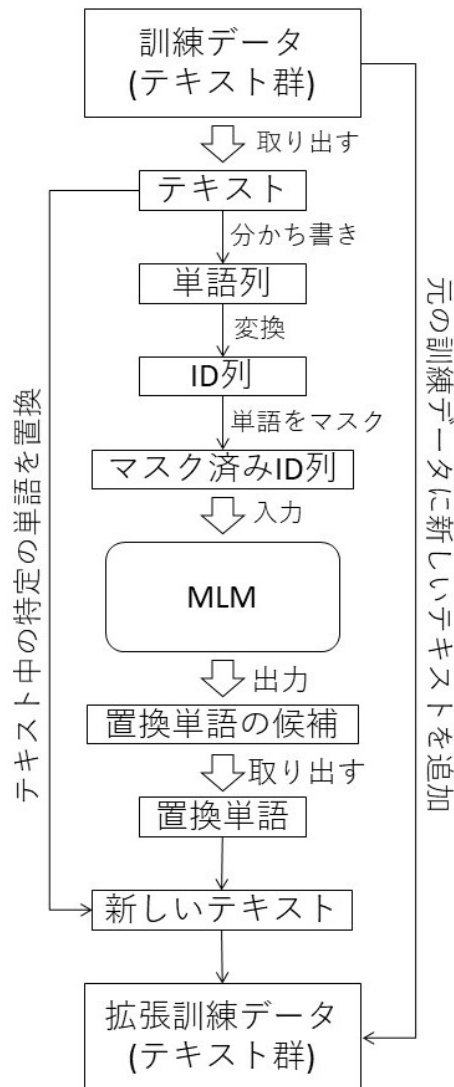 訓練データ
(テキスト群)
取り出す
テキスト
分かち書き
単語列
変換
ID列
単語をマスク
マスク済みID列
入力
MLM
出力
置換単語の候補
取り出す
置換単語
新しいテキスト
拡張訓練データ
(テキスト群)
テキスト中の特定の単語を置換
元の訓練データに新しいテキストを追加